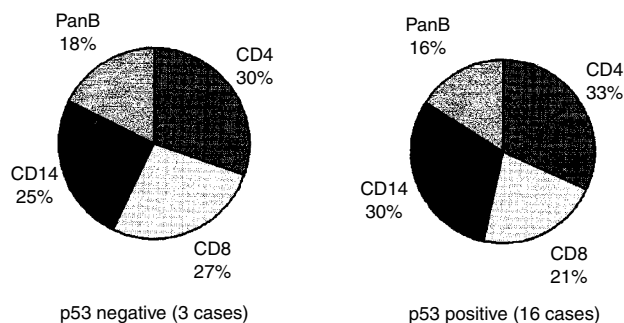 PanB
18%
CD4
30%
CD14
25%
CD8
27%
p53 negative (3 cases)
PanB
16%
CD4
33%
CD14
30%
CD8
21%
p53 positive (16 cases)